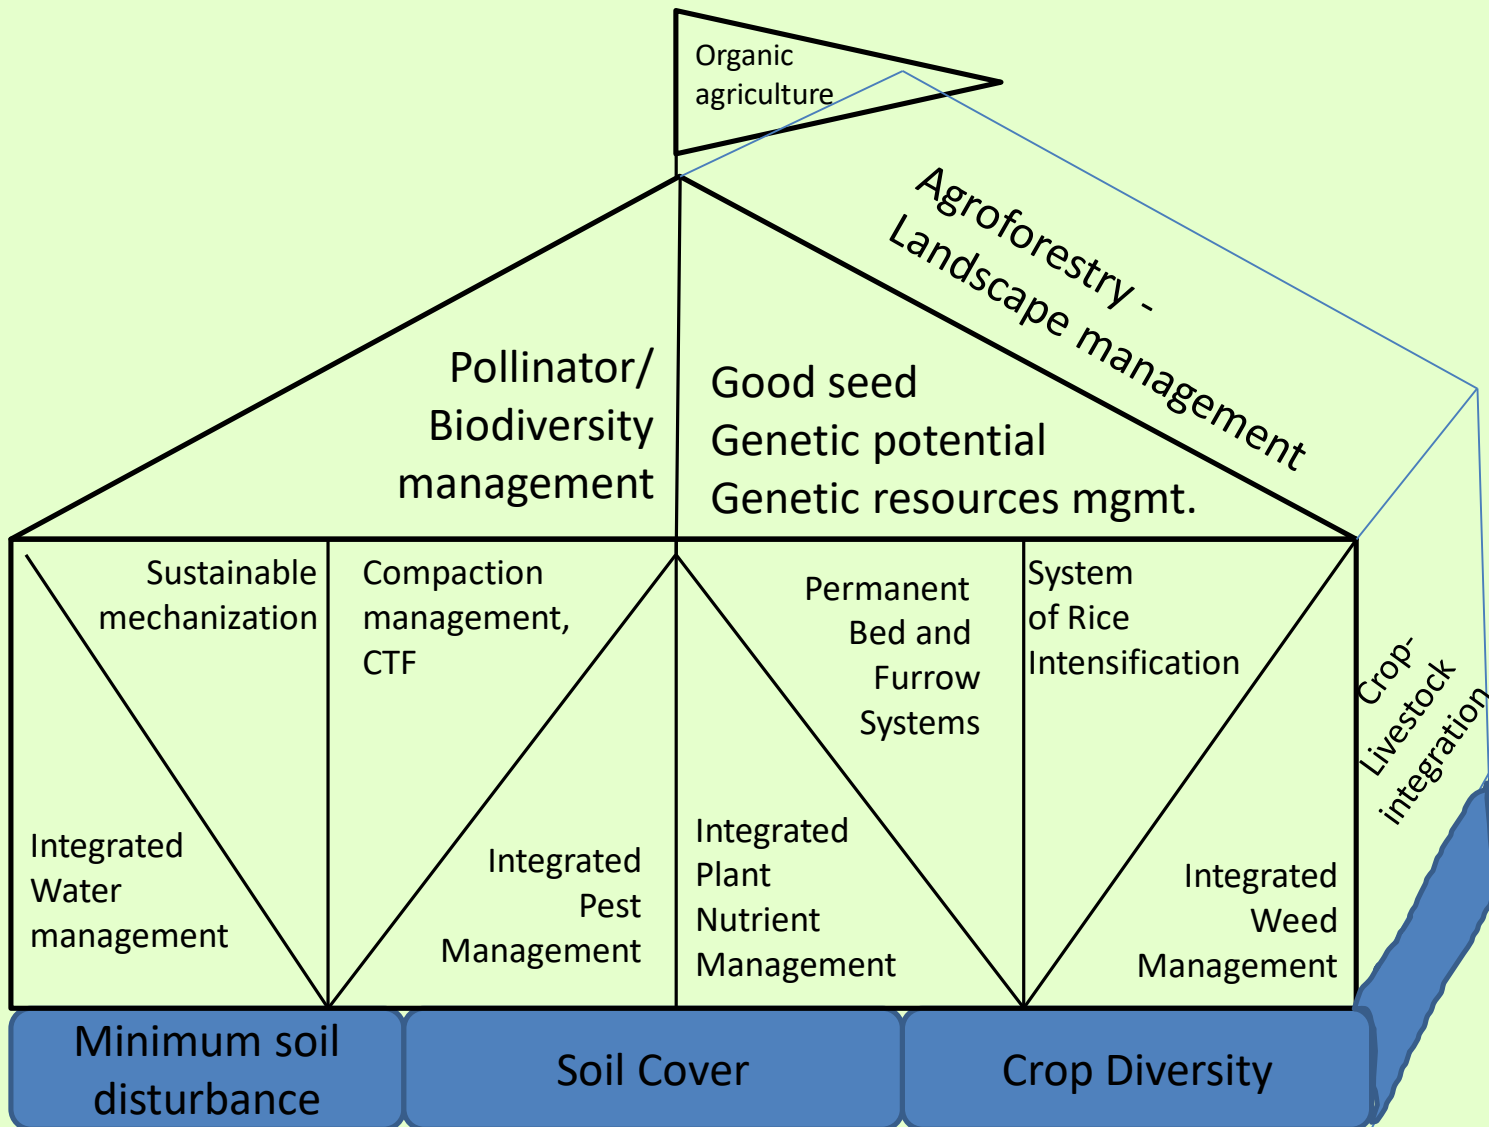 Organic
agriculture
Agroforestry -
Landscape management
Pollinator/
Biodiversity
management
Good seed
Genetic potential
Genetic resources mgmt.
Sustainable
mechanization
Compaction
management,
CTF
Permanent
Bed and
Furrow
Systems
System
of Rice
Intensification
Crop-
Livestock
integration
Integrated
Water
management
Integrated
Pest
Management
Integrated
Plant
Nutrient
Management
Integrated
Weed
Management
Minimum soil
disturbance
Soil Cover
Crop Diversity